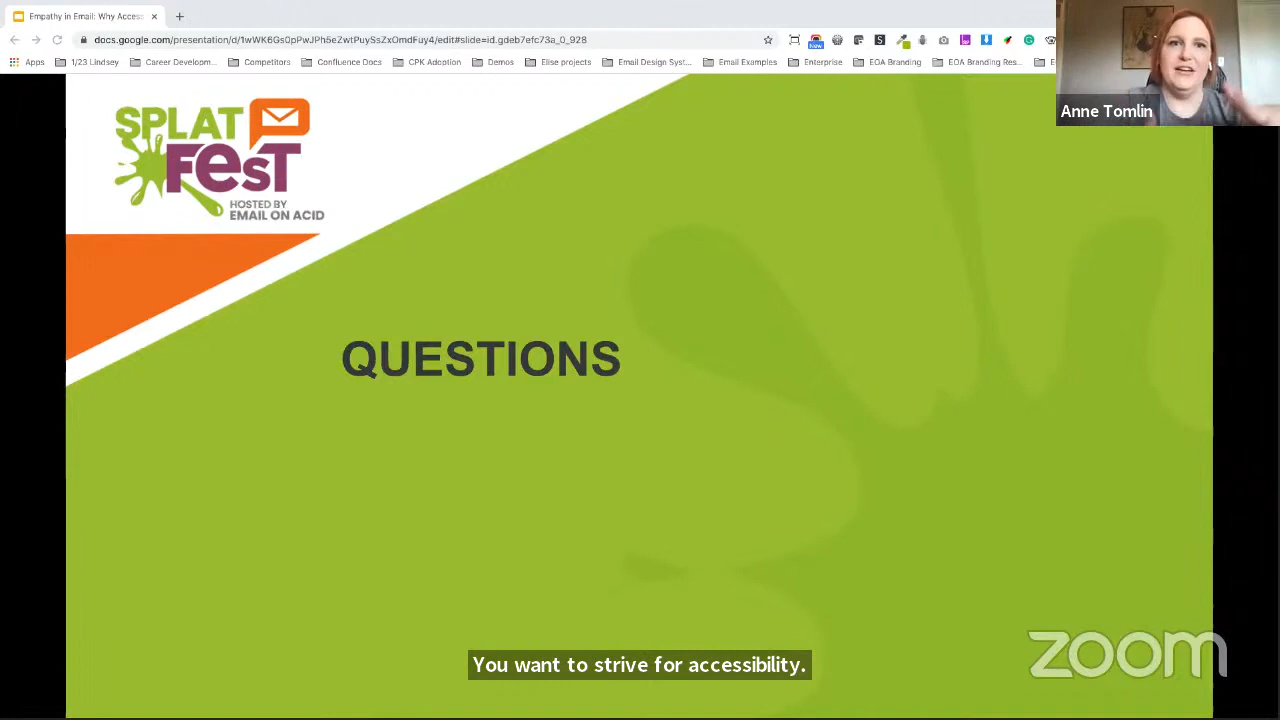 Empathy in Email: Why Acces
docs.google.com/presentation/d/1wWK6Gs0pPwJPh5eZwtPuySsZxOmdFuy4/edit#slide=id.gdeb7efc73a_0_928
New
Apps 1/23 Lindsey Career Developm... Competitors Confluence Docs CPK Adoption Demos Elise projects Email Design Syst... Email Examples Enterprise EOA Branding EOA Branding Res...
Anne Tomlin
SPLAT
FEST
HOSTED BY
EMAIL ON ACID
QUESTIONS
You want to strive for accessibility.
zoom